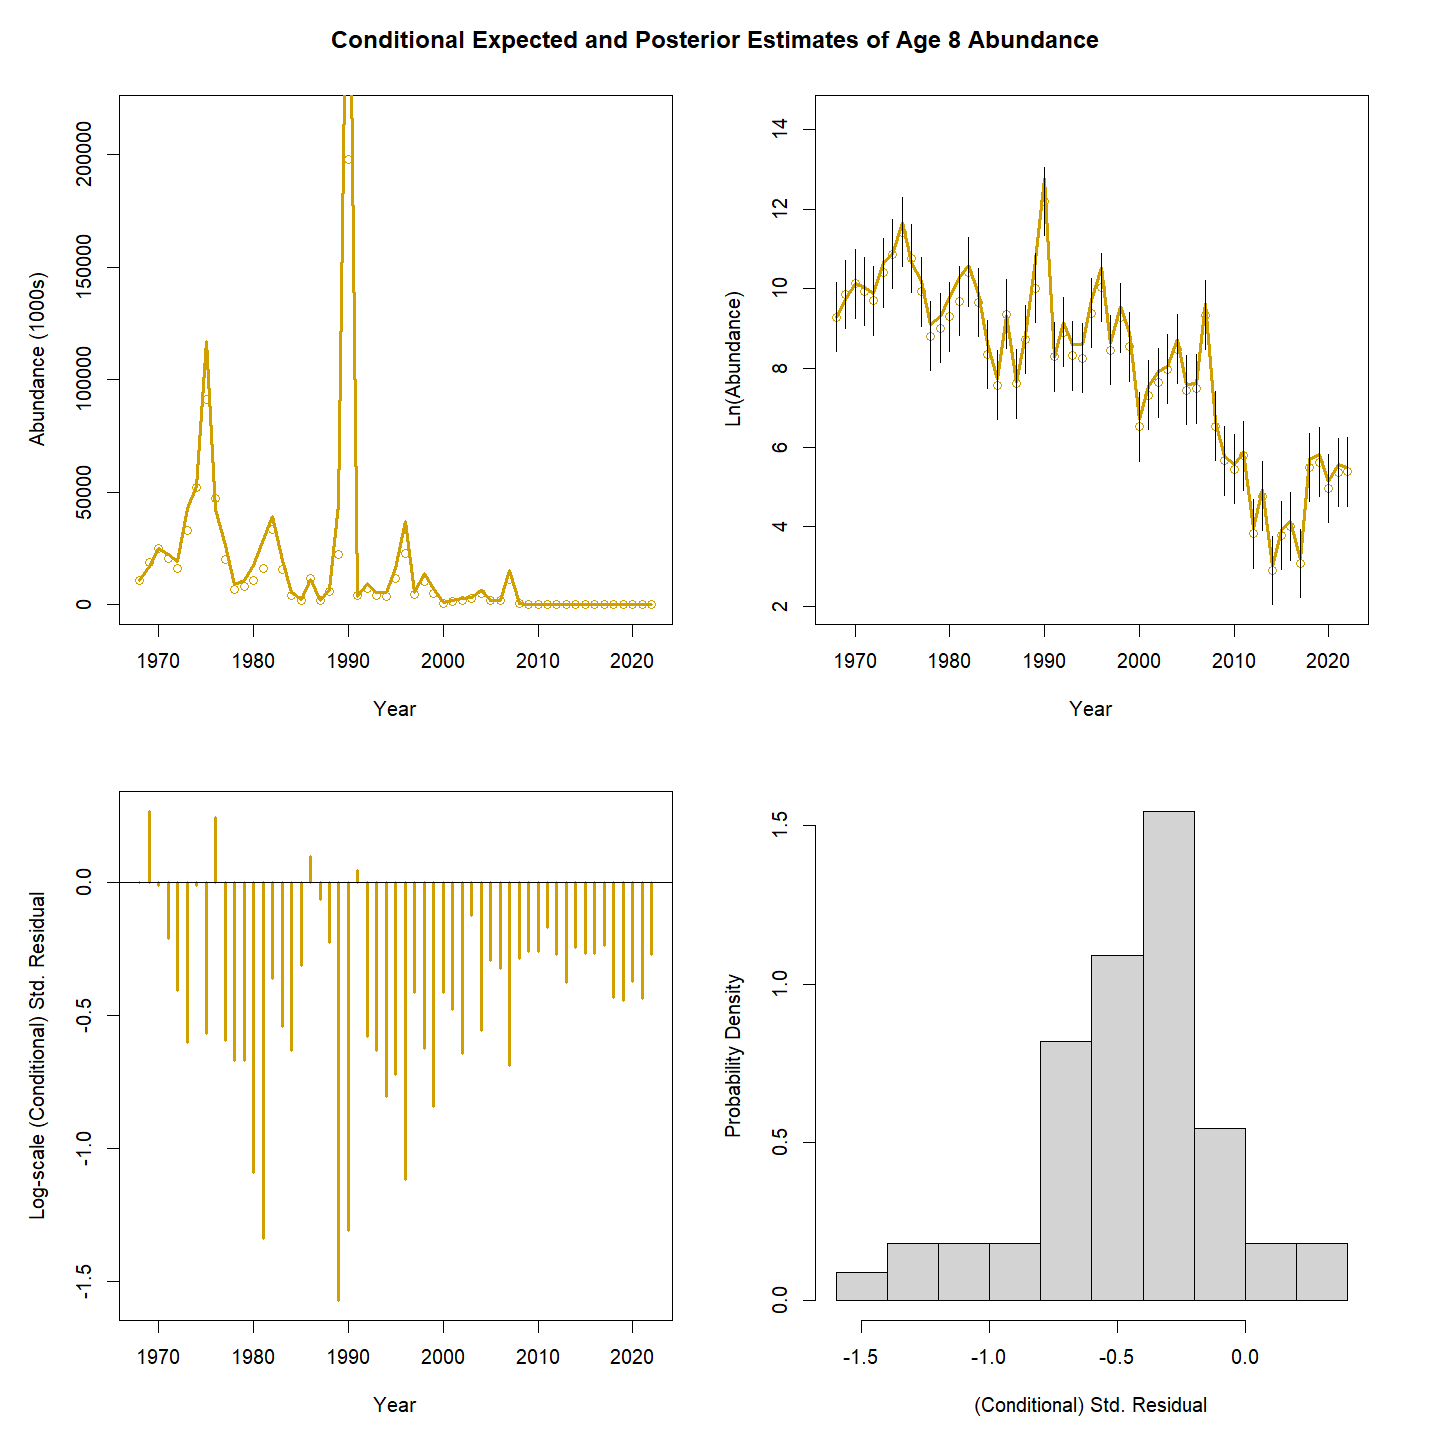 Conditional Expected and Posterior Estimates of Age 8 Abundance
Abundance (1000s)
200000
150000
100000
50000
0
1970 1980 1990 2000 2010 2020
Year
Ln(Abundance)
14
12
10
8
6
4
2
1970 1980 1990 2000 2010 2020
Year
Log-scale (Conditional) Std. Residual
0.0
-0.5
-1.0
-1.5
1970 1980 1990 2000 2010 2020
Year
Probability Density
1.5
1.0
0.5
0.0
-1.5 -1.0 -0.5 0.0
(Conditional) Std. Residual